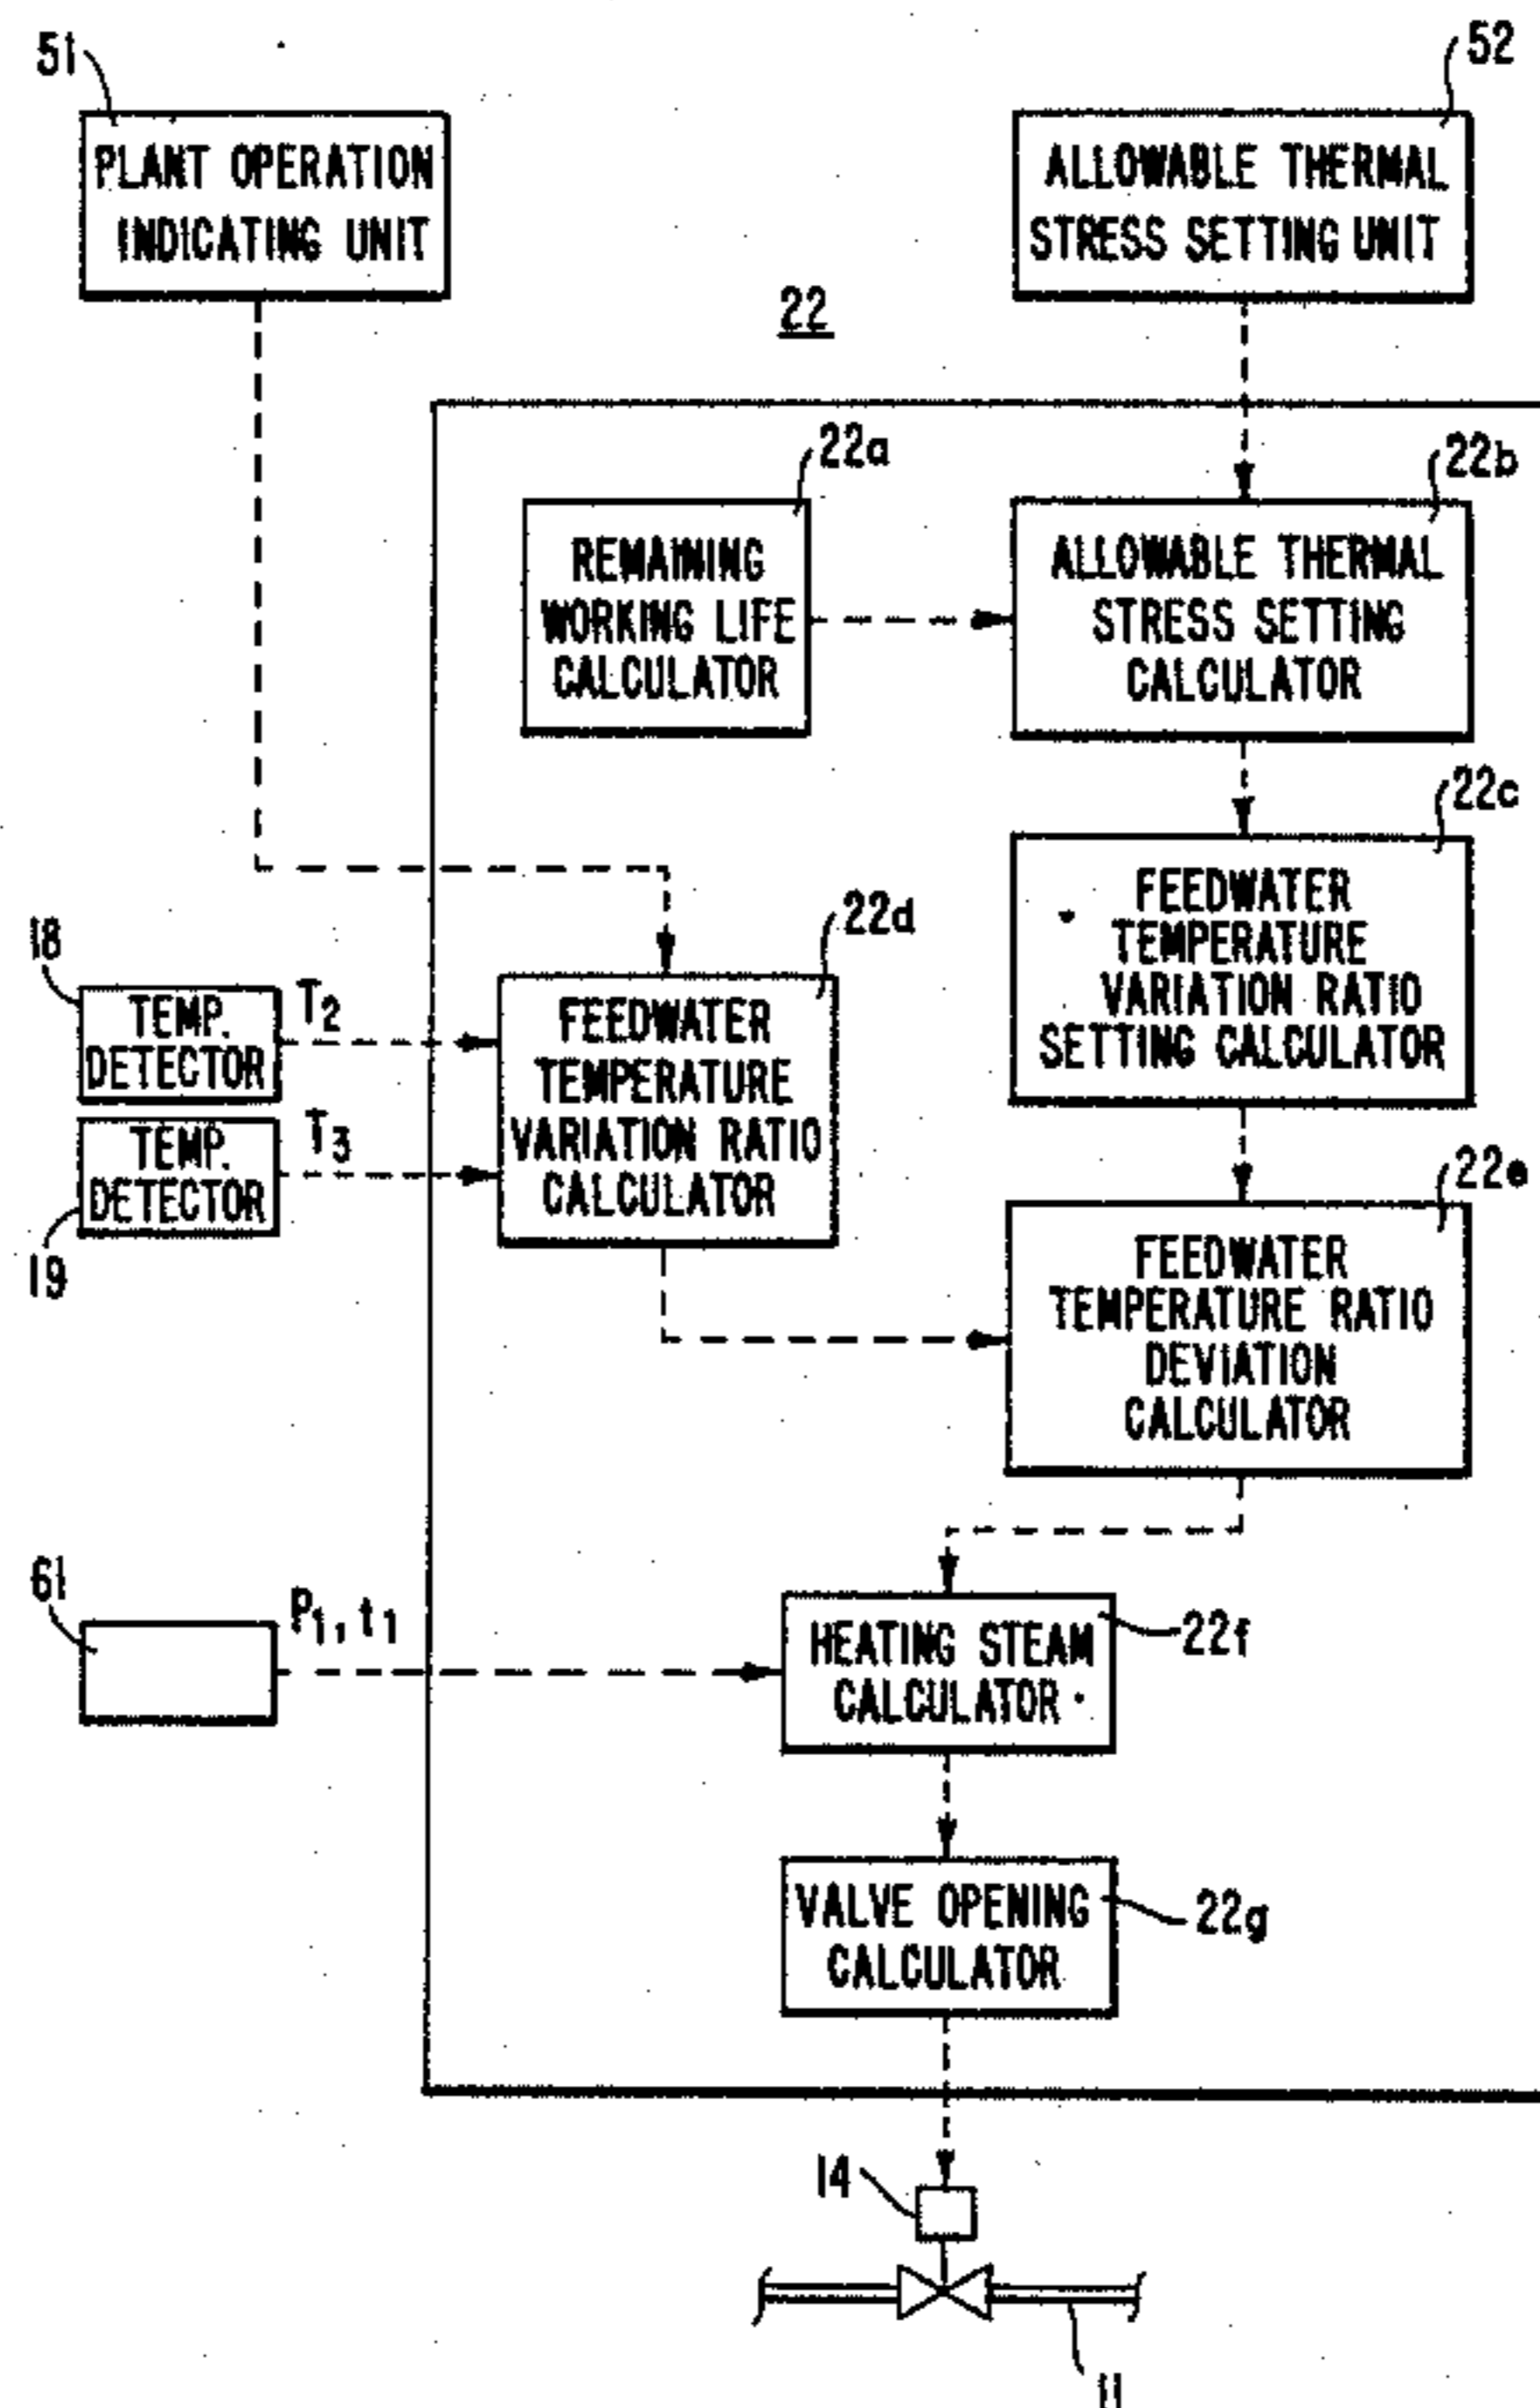 51
52
PLANT OPERATION
INDICATING UNIT
ALLOWABLE THERMAL
STRESS SETTING UNIT
22
22a
22b
REMAINING
WORKING LIFE
CALCULATOR
ALLOWABLE THERMAL
STRESS SETTING
CALCULATOR
22c
FEEDWATER
TEMPERATURE
VARIATION RATIO
SETTING CALCULATOR
22d
18
TEMP.
DETECTOR
T2
FEEDWATER
TEMPERATURE
VARIATION RATIO
CALCULATOR
TEMP.
DETECTOR
T3
19
22e
FEEDWATER
TEMPERATURE RATIO
DEVIATION
CALCULATOR
61
P1, t1
HEATING STEAM
CALCULATOR
22f
VALVE OPENING
CALCULATOR
22g
14
11